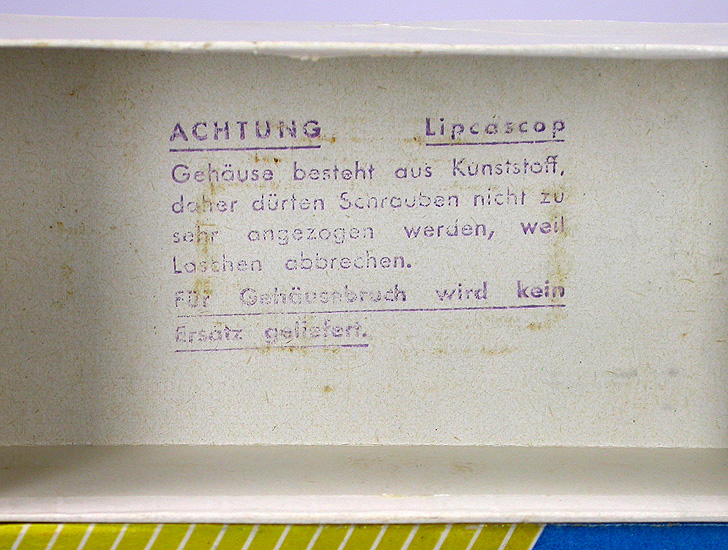 ACHTUNG Lipcascop
Gehäuse besteht aus Kunststoff,
daher dürfen Schrauben nicht zu
sehr angezogen werden, weil
Laschen abbrechen.
Für Gehäusebruch wird kein
Ersatz geliefert.